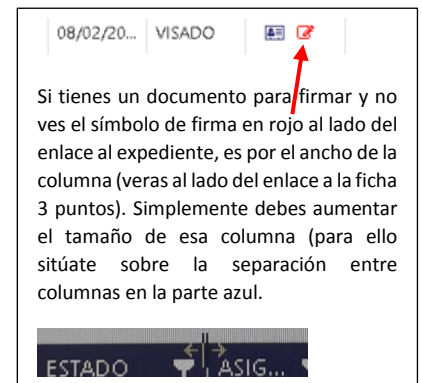 08/02/20... VISADO
Si tienes un documento para firmar y no
ves el símbolo de firma en rojo al lado del
enlace al expediente, es por el ancho de la
columna (veras al lado del enlace a la ficha
3 puntos). Simplemente debes aumentar
el tamaño de esa columna (para ello
sitúate sobre la separación entre
columnas en la parte azul.
ESTADO ASIG...